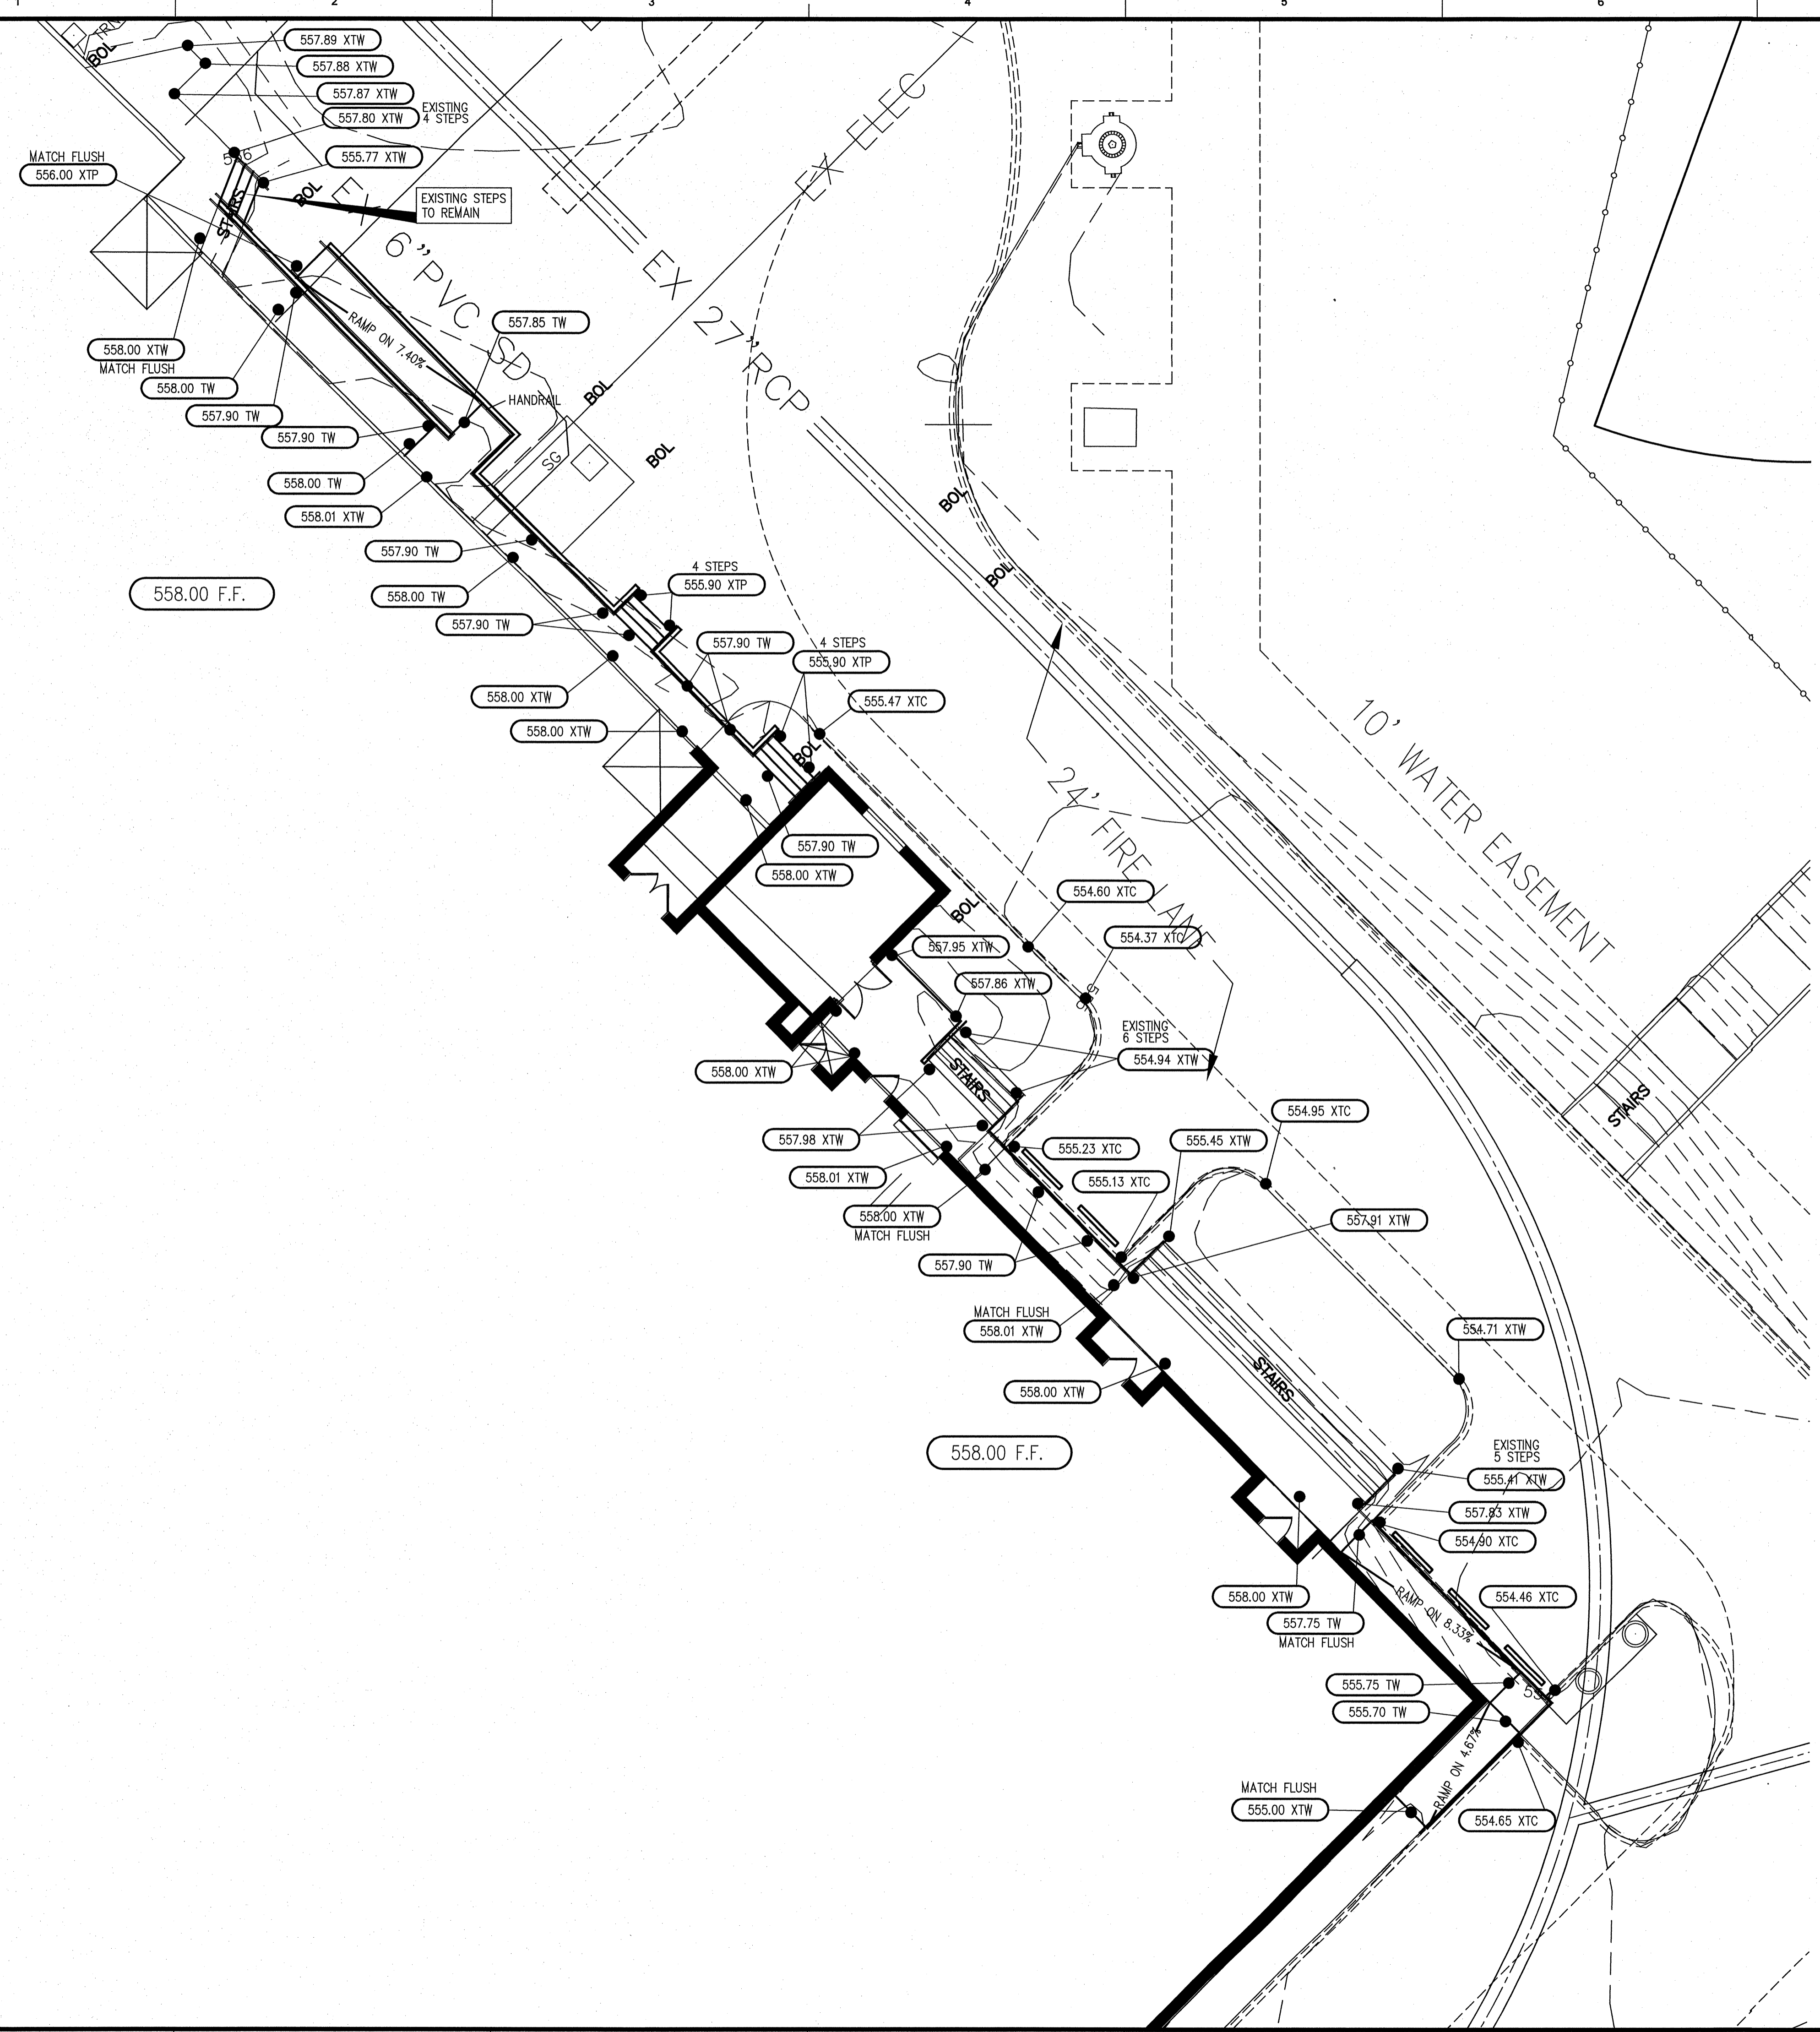 1
2
3
4
5
6
BOL
557.89 XTW
557.88 XTW
557.87 XTW
557.80 XTW
EXISTING
4 STEPS
555.77 XTW
MATCH FLUSH
556.00 XTP
STAIRS
BOL
EXISTING STEPS
TO REMAIN
EX 6"PVC SD
EX 27"RCP
EX ELEC
RAMP ON 7.40%
557.85 TW
HANDRAIL
558.00 XTW
MATCH FLUSH
558.00 TW
557.90 TW
557.90 TW
BOL
BOL
SG
558.00 TW
558.01 XTW
BOL
557.90 TW
BOL
558.00 F.F.
558.00 TW
4 STEPS
555.90 XTP
557.90 TW
557.90 TW
4 STEPS
555.90 XTP
558.00 XTW
555.47 XTC
558.00 XTW
BOL
10' WATER EASEMENT
24' FIRE LANE
557.90 TW
558.00 XTW
554.60 XTC
BOL
554.37 XTC
557.95 XTW
557.86 XTW
EXISTING
6 STEPS
554.94 XTW
558.00 XTW
STAIRS
STAIRS
554.95 XTC
557.98 XTW
555.23 XTC
555.45 XTW
558.01 XTW
555.13 XTC
558.00 XTW
MATCH FLUSH
557.91 XTW
557.90 TW
MATCH FLUSH
558.01 XTW
554.71 XTW
558.00 XTW
STAIRS
558.00 F.F.
EXISTING
5 STEPS
555.41 XTW
557.83 XTW
554.90 XTC
558.00 XTW
554.46 XTC
557.75 TW
MATCH FLUSH
RAMP ON 8.33%
555.75 TW
555.70 TW
RAMP ON 4.67%
MATCH FLUSH
555.00 XTW
554.65 XTC